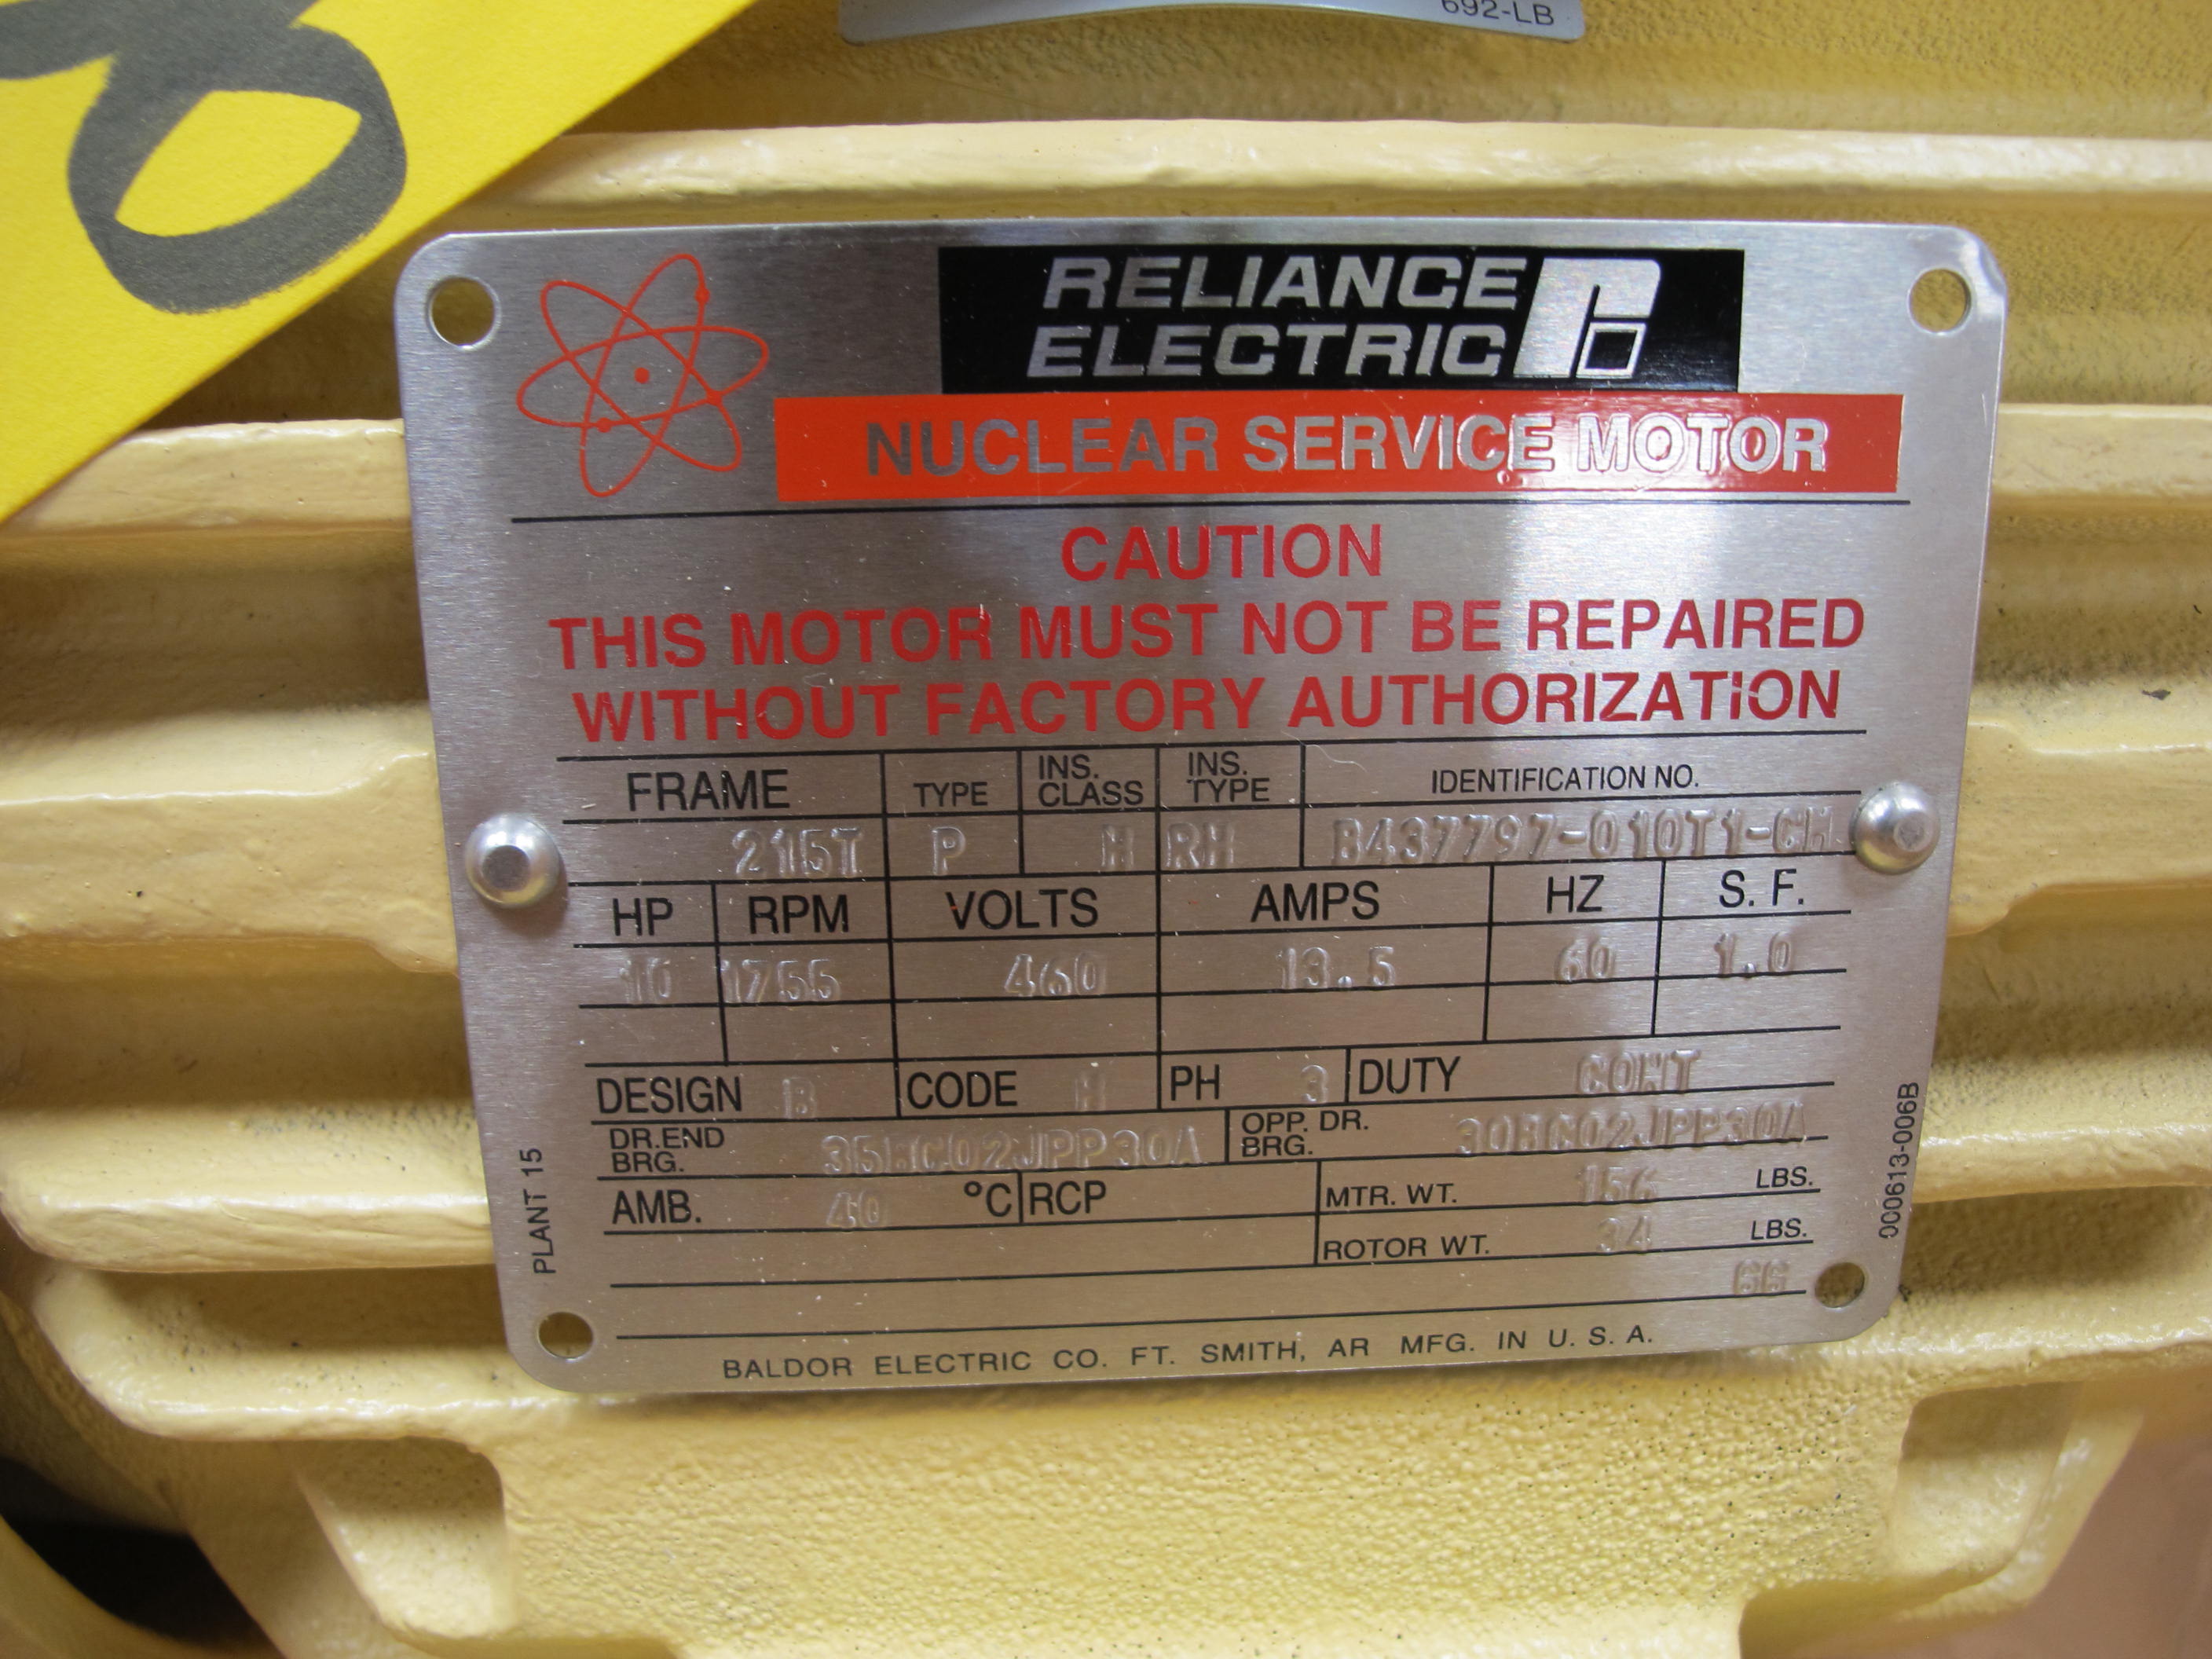 692-LB
RELIANCE
ELECTRIC
NUCLEAR SERVICE MOTOR
CAUTION
THIS MOTOR MUST NOT BE REPAIRED
WITHOUT FACTORY AUTHORIZATION
FRAME TYPE INS. CLASS INS. TYPE IDENTIFICATION NO.
215T P H RH
HP RPM VOLTS AMPS HZ S. F.
10 1755 460 13.5 60 1.0
DESIGN B CODE H PH 3 DUTY CONT
DR.END BRG. 35BC02JPP30A OPP. DR. BRG. 30BC02JPP30A
AMB. 40 °C RCP MTR. WT. 156 LBS.
ROTOR WT. 34 LBS.
66
BALDOR ELECTRIC CO. FT. SMITH, AR MFG. IN U. S. A.
PLANT 15
000613-006B